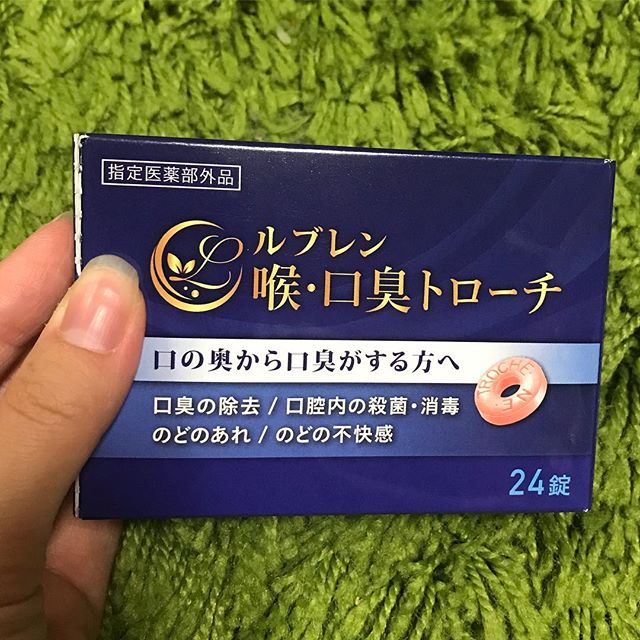 指定医薬部外品
ルブレン
喉・口臭トローチ
口の奥から口臭がする方へ
口臭の除去 / 口腔内の殺菌・消毒
のどのあれ / のどの不快感
TROCHE N.E.
24錠